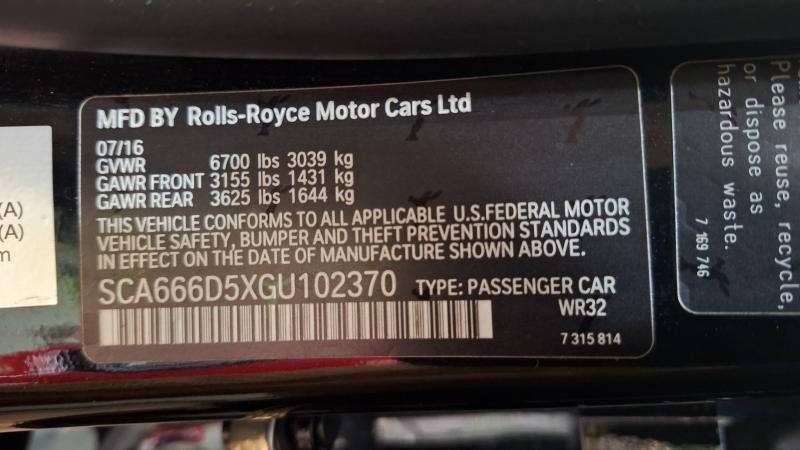 (A)
(A)
m
MFD BY Rolls-Royce Motor Cars Ltd
07/16
GVWR 6700 lbs 3039 kg
GAWR FRONT 3155 lbs 1431 kg
GAWR REAR 3625 lbs 1644 kg
THIS VEHICLE CONFORMS TO ALL APPLICABLE U.S.FEDERAL MOTOR
VEHICLE SAFETY, BUMPER AND THEFT PREVENTION STANDARDS
IN EFFECT ON THE DATE OF MANUFACTURE SHOWN ABOVE.
SCA666D5XGU102370 TYPE: PASSENGER CAR
WR32
7 315 814
Please reuse, recycle,
or dispose as
hazardous waste.
7 169 746